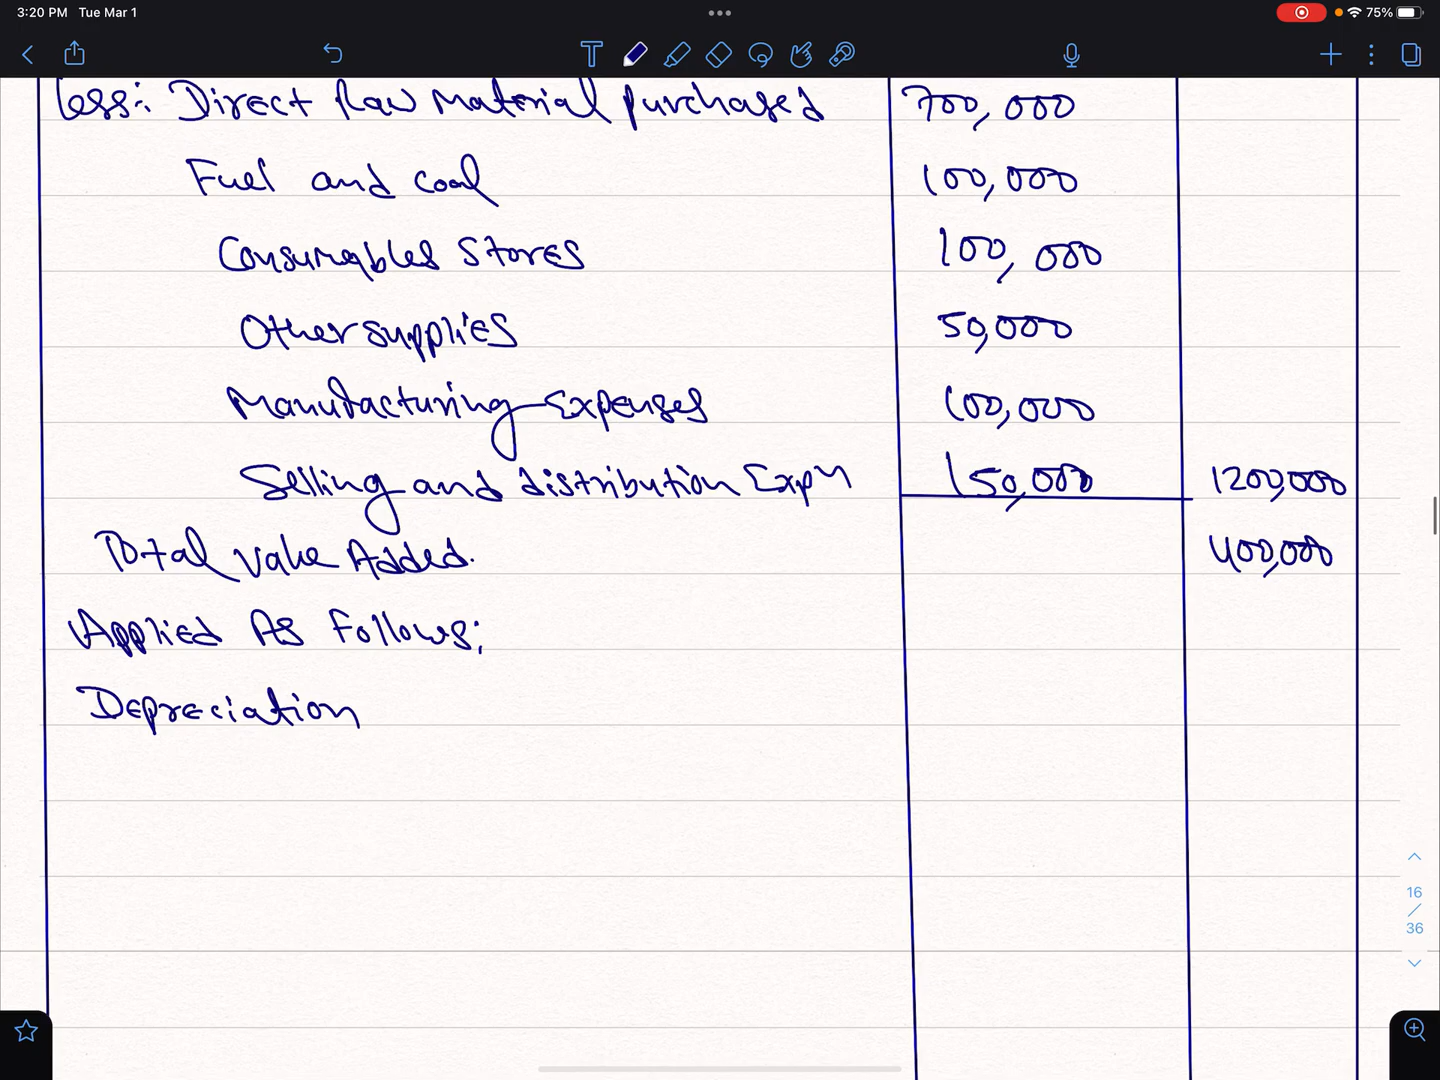 3:20 PM Tue Mar 1
75%
Less: Direct Raw Material purchased 700,000
Fuel and coal 100,000
Consumables Stores 100,000
Other supplies 50,000
Manufacturing Expenses 100,000
Selling and distribution Expn 150,000 1200,000
Total Value Added. 400,000
Applied As Follows;
Depreciation
16
/
36